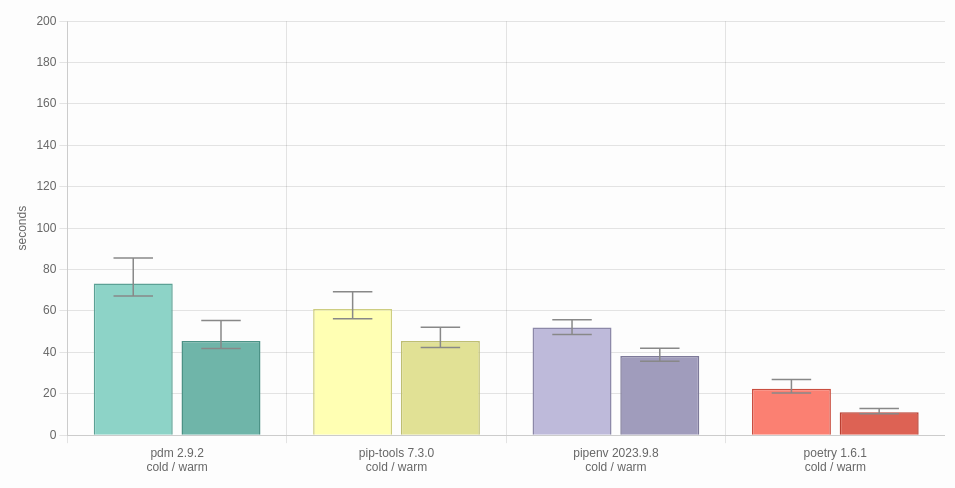 200
180
160
140
120
100
80
60
40
20
0
seconds
pdm 2.9.2
cold / warm
pip-tools 7.3.0
cold / warm
pipenv 2023.9.8
cold / warm
poetry 1.6.1
cold / warm